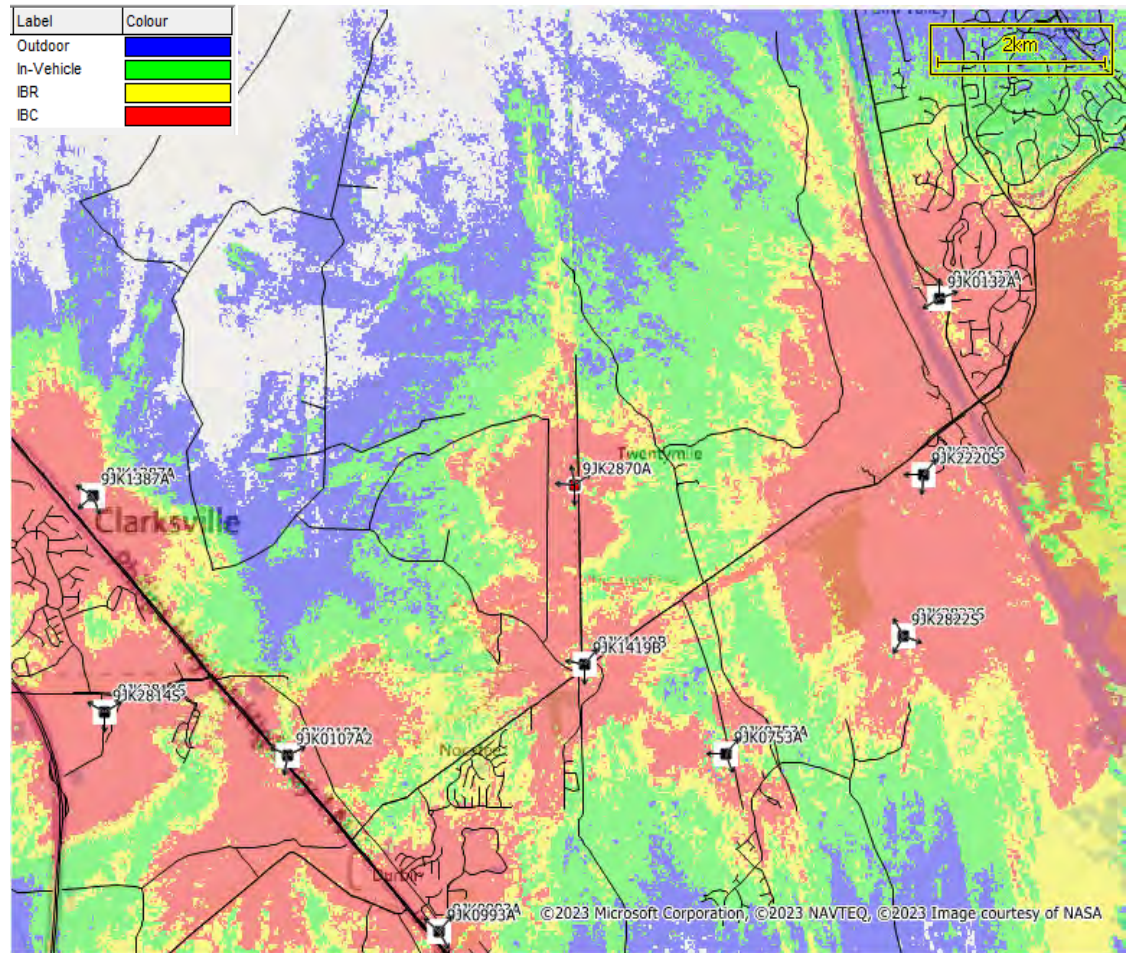 Label Colour
Outdoor
In-Vehicle
IBR
IBC
2km
9JK0132A
9JK2220S
Twentymile
9JK2870A
9JK1387A
Clarksville
9JK2822S
9JK1419B
9JK2814S
9JK0753A
9JK0107A2
Durbin
9JK0993A
©2023 Microsoft Corporation, ©2023 NAVTEQ, ©2023 Image courtesy of NASA